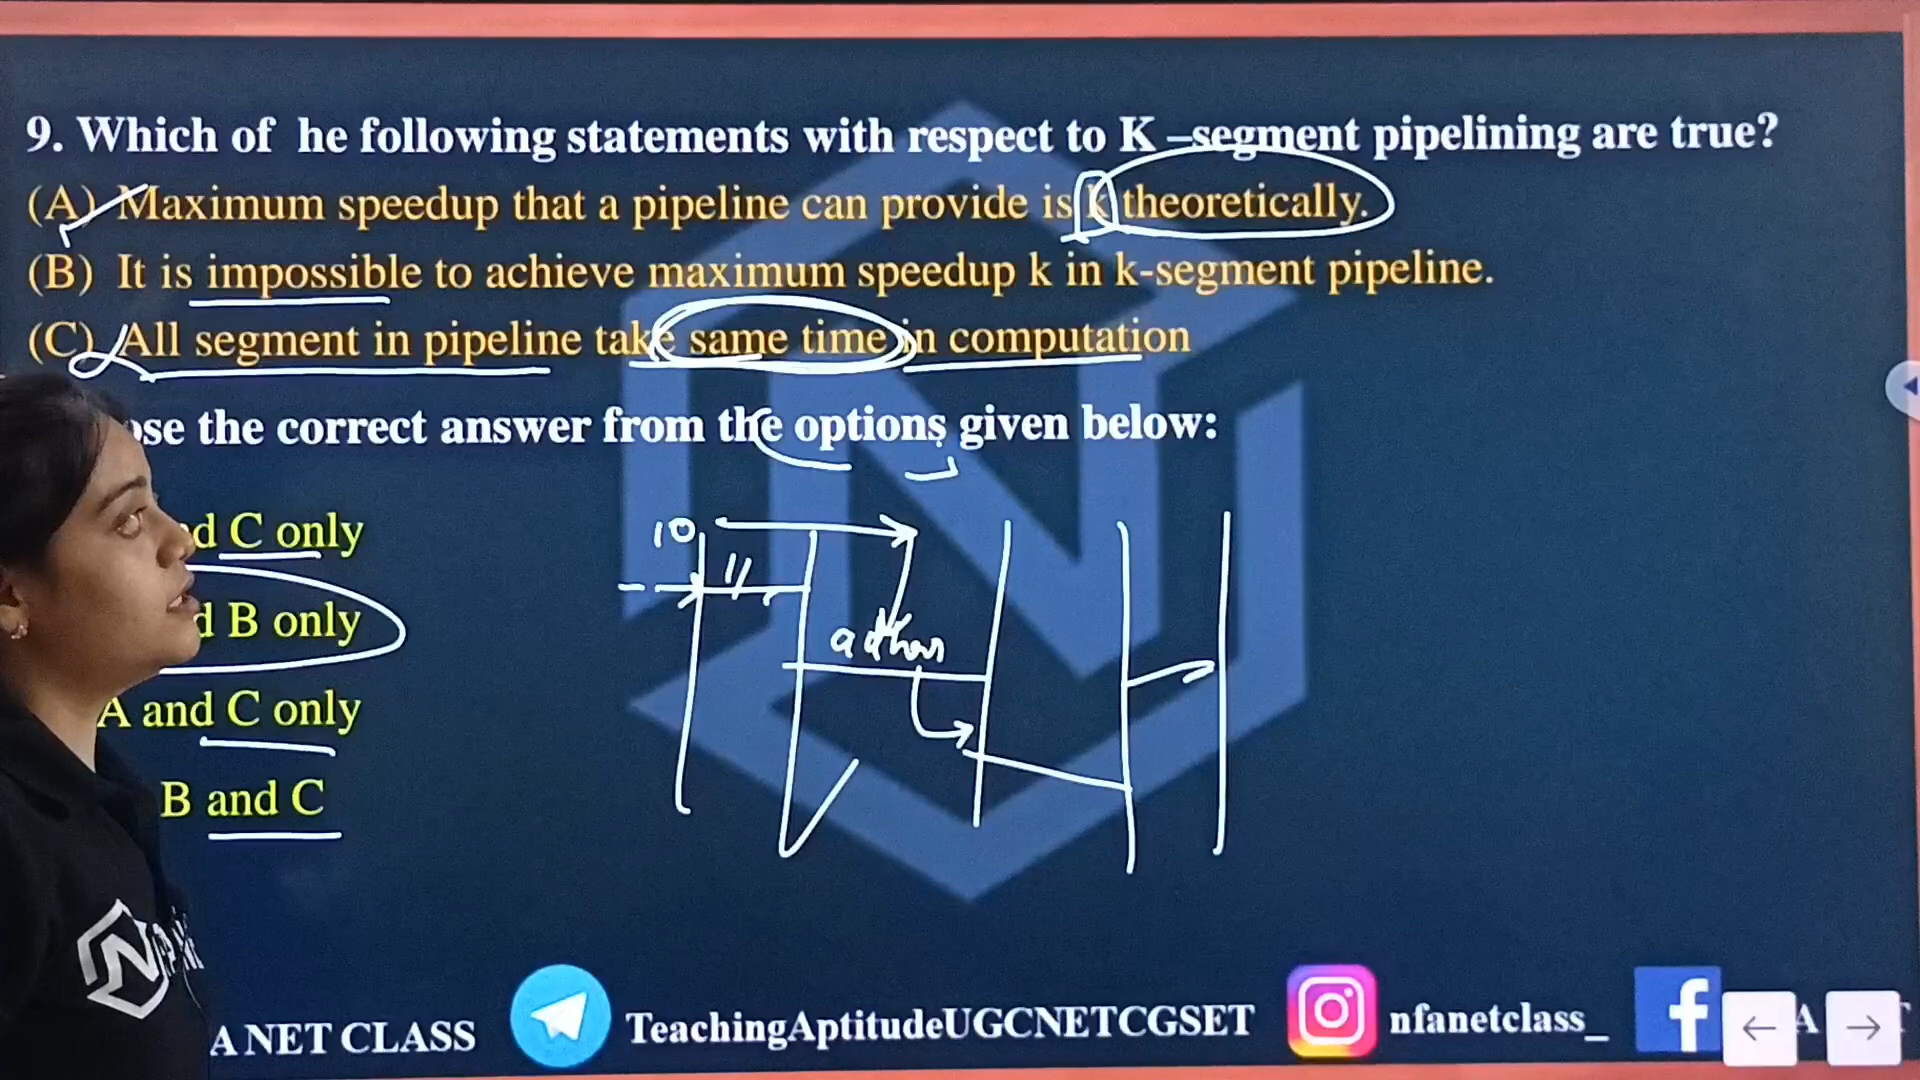 9. Which of he following statements with respect to K –segment pipelining are true?
(A) Maximum speedup that a pipeline can provide is k theoretically.
(B) It is impossible to achieve maximum speedup k in k-segment pipeline.
(C) All segment in pipeline take same time in computation
ose the correct answer from the options given below:
d C only
d B only
A and C only
B and C
10
A NET CLASS
TeachingAptitudeUGCNETCGSET
nfanetclass_
A